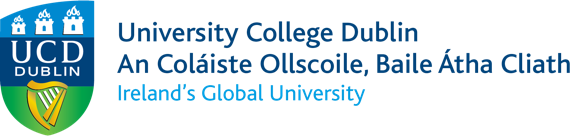 UCD
DUBLIN
University College Dublin
An Coláiste Ollscoile, Baile Átha Cliath
Ireland's Global University